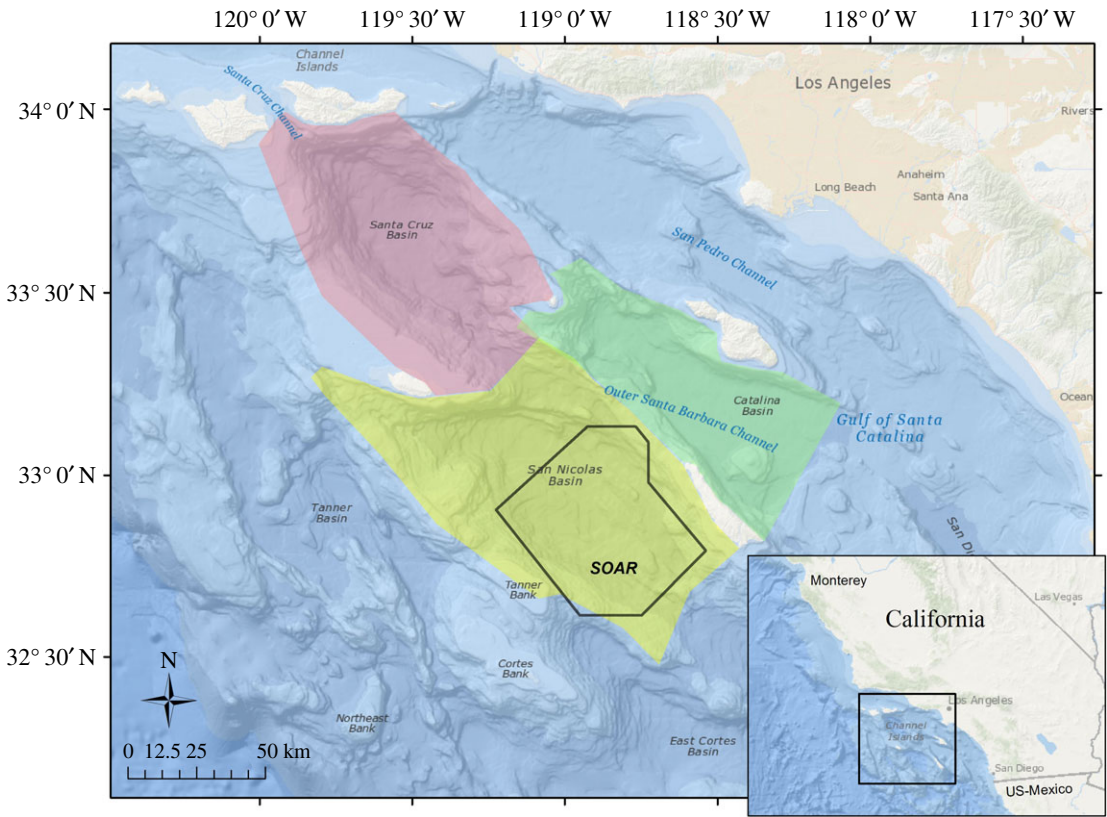 120° 0′ W
119° 30′ W
119° 0′ W
118° 30′ W
118° 0′ W
117° 30′ W
34° 0′ N
33° 30′ N
33° 0′ N
32° 30′ N
Channel
Islands
Santa Cruz Channel
Los Angeles
Rivers
Anaheim
Long Beach
Santa Ana
Santa Cruz
Basin
San Pedro Channel
Outer Santa Barbara Channel
Catalina
Basin
Gulf of Santa
Catalina
Ocean
San Nicolas
Basin
Tanner
Basin
SOAR
Tanner
Bank
San Di
Cortes
Bank
Northeast
Bank
East Cortes
Basin
N
0 12.5 25 50 km
Monterey
Las Vegas
California
Los Angeles
Channel
Islands
San Diego
US-Mexico